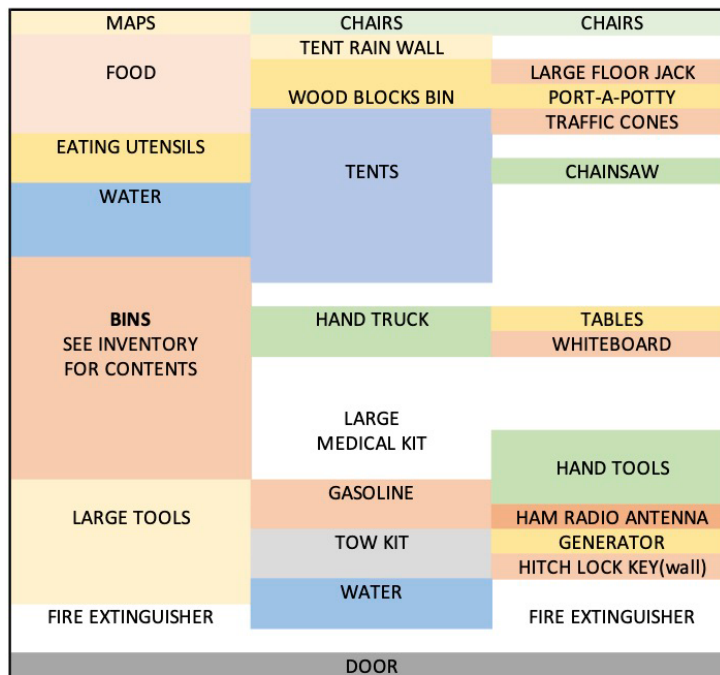 MAPS CHAIRS CHAIRS
TENT RAIN WALL
FOOD LARGE FLOOR JACK
WOOD BLOCKS BIN PORT-A-POTTY
TRAFFIC CONES
EATING UTENSILS
TENTS CHAINSAW
WATER
BINS HAND TRUCK TABLES
SEE INVENTORY WHITEBOARD
FOR CONTENTS
LARGE
MEDICAL KIT
HAND TOOLS
GASOLINE
LARGE TOOLS HAM RADIO ANTENNA
TOW KIT GENERATOR
HITCH LOCK KEY(wall)
WATER
FIRE EXTINGUISHER FIRE EXTINGUISHER
DOOR